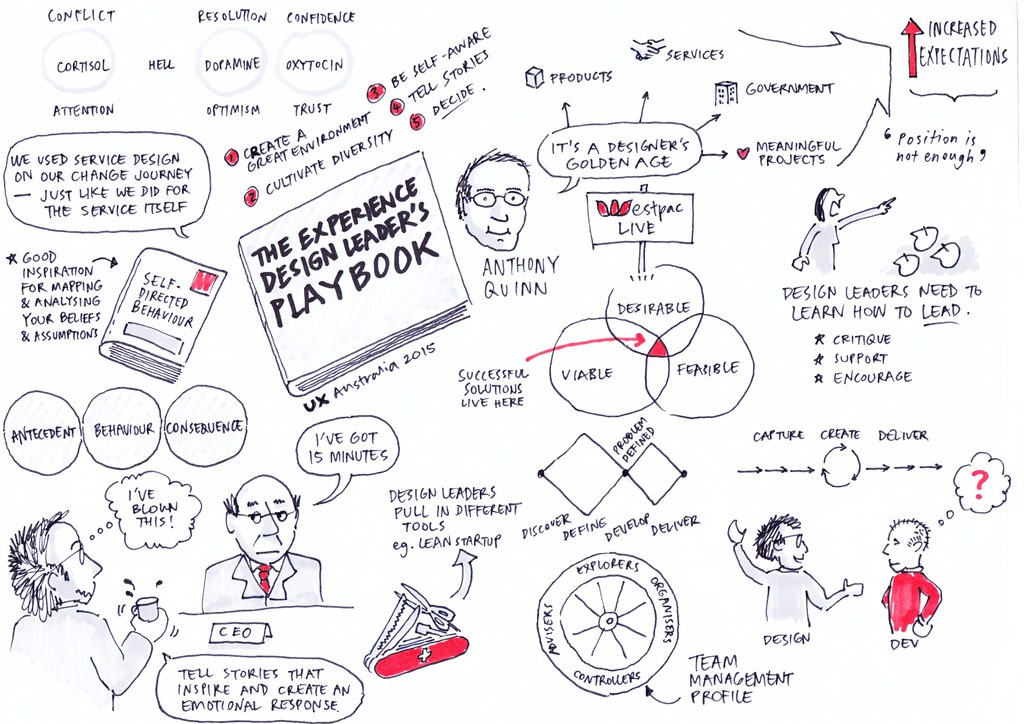 CONFLICT
RESOLUTION
CONFIDENCE
CORTISOL
HELL
DOPAMINE
OXYTOCIN
ATTENTION
OPTIMISM
TRUST
WE USED SERVICE DESIGN
ON OUR CHANGE JOURNEY
— JUST LIKE WE DID FOR
THE SERVICE ITSELF
1 CREATE A
GREAT ENVIRONMENT
2 CULTIVATE DIVERSITY
3 BE SELF-AWARE
4 TELL STORIES
5 DECIDE.
THE EXPERIENCE
DESIGN LEADER'S
PLAYBOOK
UX Australia 2015
ANTHONY
QUINN
GOOD
INSPIRATION
FOR MAPPING
& ANALYSING
YOUR BELIEFS
& ASSUMPTIONS
SELF-
DIRECTED
BEHAVIOUR
ANTECEDENT
BEHAVIOUR
CONSEQUENCE
I'VE
BLOWN
THIS!
I'VE GOT
15 MINUTES
CEO
TELL STORIES THAT
INSPIRE AND CREATE AN
EMOTIONAL RESPONSE.
DESIGN LEADERS
PULL IN DIFFERENT
TOOLS
eg. LEAN STARTUP
SERVICES
PRODUCTS
GOVERNMENT
MEANINGFUL
PROJECTS
IT'S A DESIGNER'S
GOLDEN AGE
Westpac
LIVE
DESIRABLE
VIABLE
FEASIBLE
SUCCESSFUL
SOLUTIONS
LIVE HERE
INCREASED
EXPECTATIONS
‘Position is
not enough’
DESIGN LEADERS NEED TO
LEARN HOW TO LEAD.
CRITIQUE
SUPPORT
ENCOURAGE
PROBLEM
DEFINED
DISCOVER
DEFINE
DEVELOP
DELIVER
CAPTURE
CREATE
DELIVER
?
DESIGN
DEV
EXPLORERS
ORGANISERS
CONTROLLERS
ADVISERS
TEAM
MANAGEMENT
PROFILE